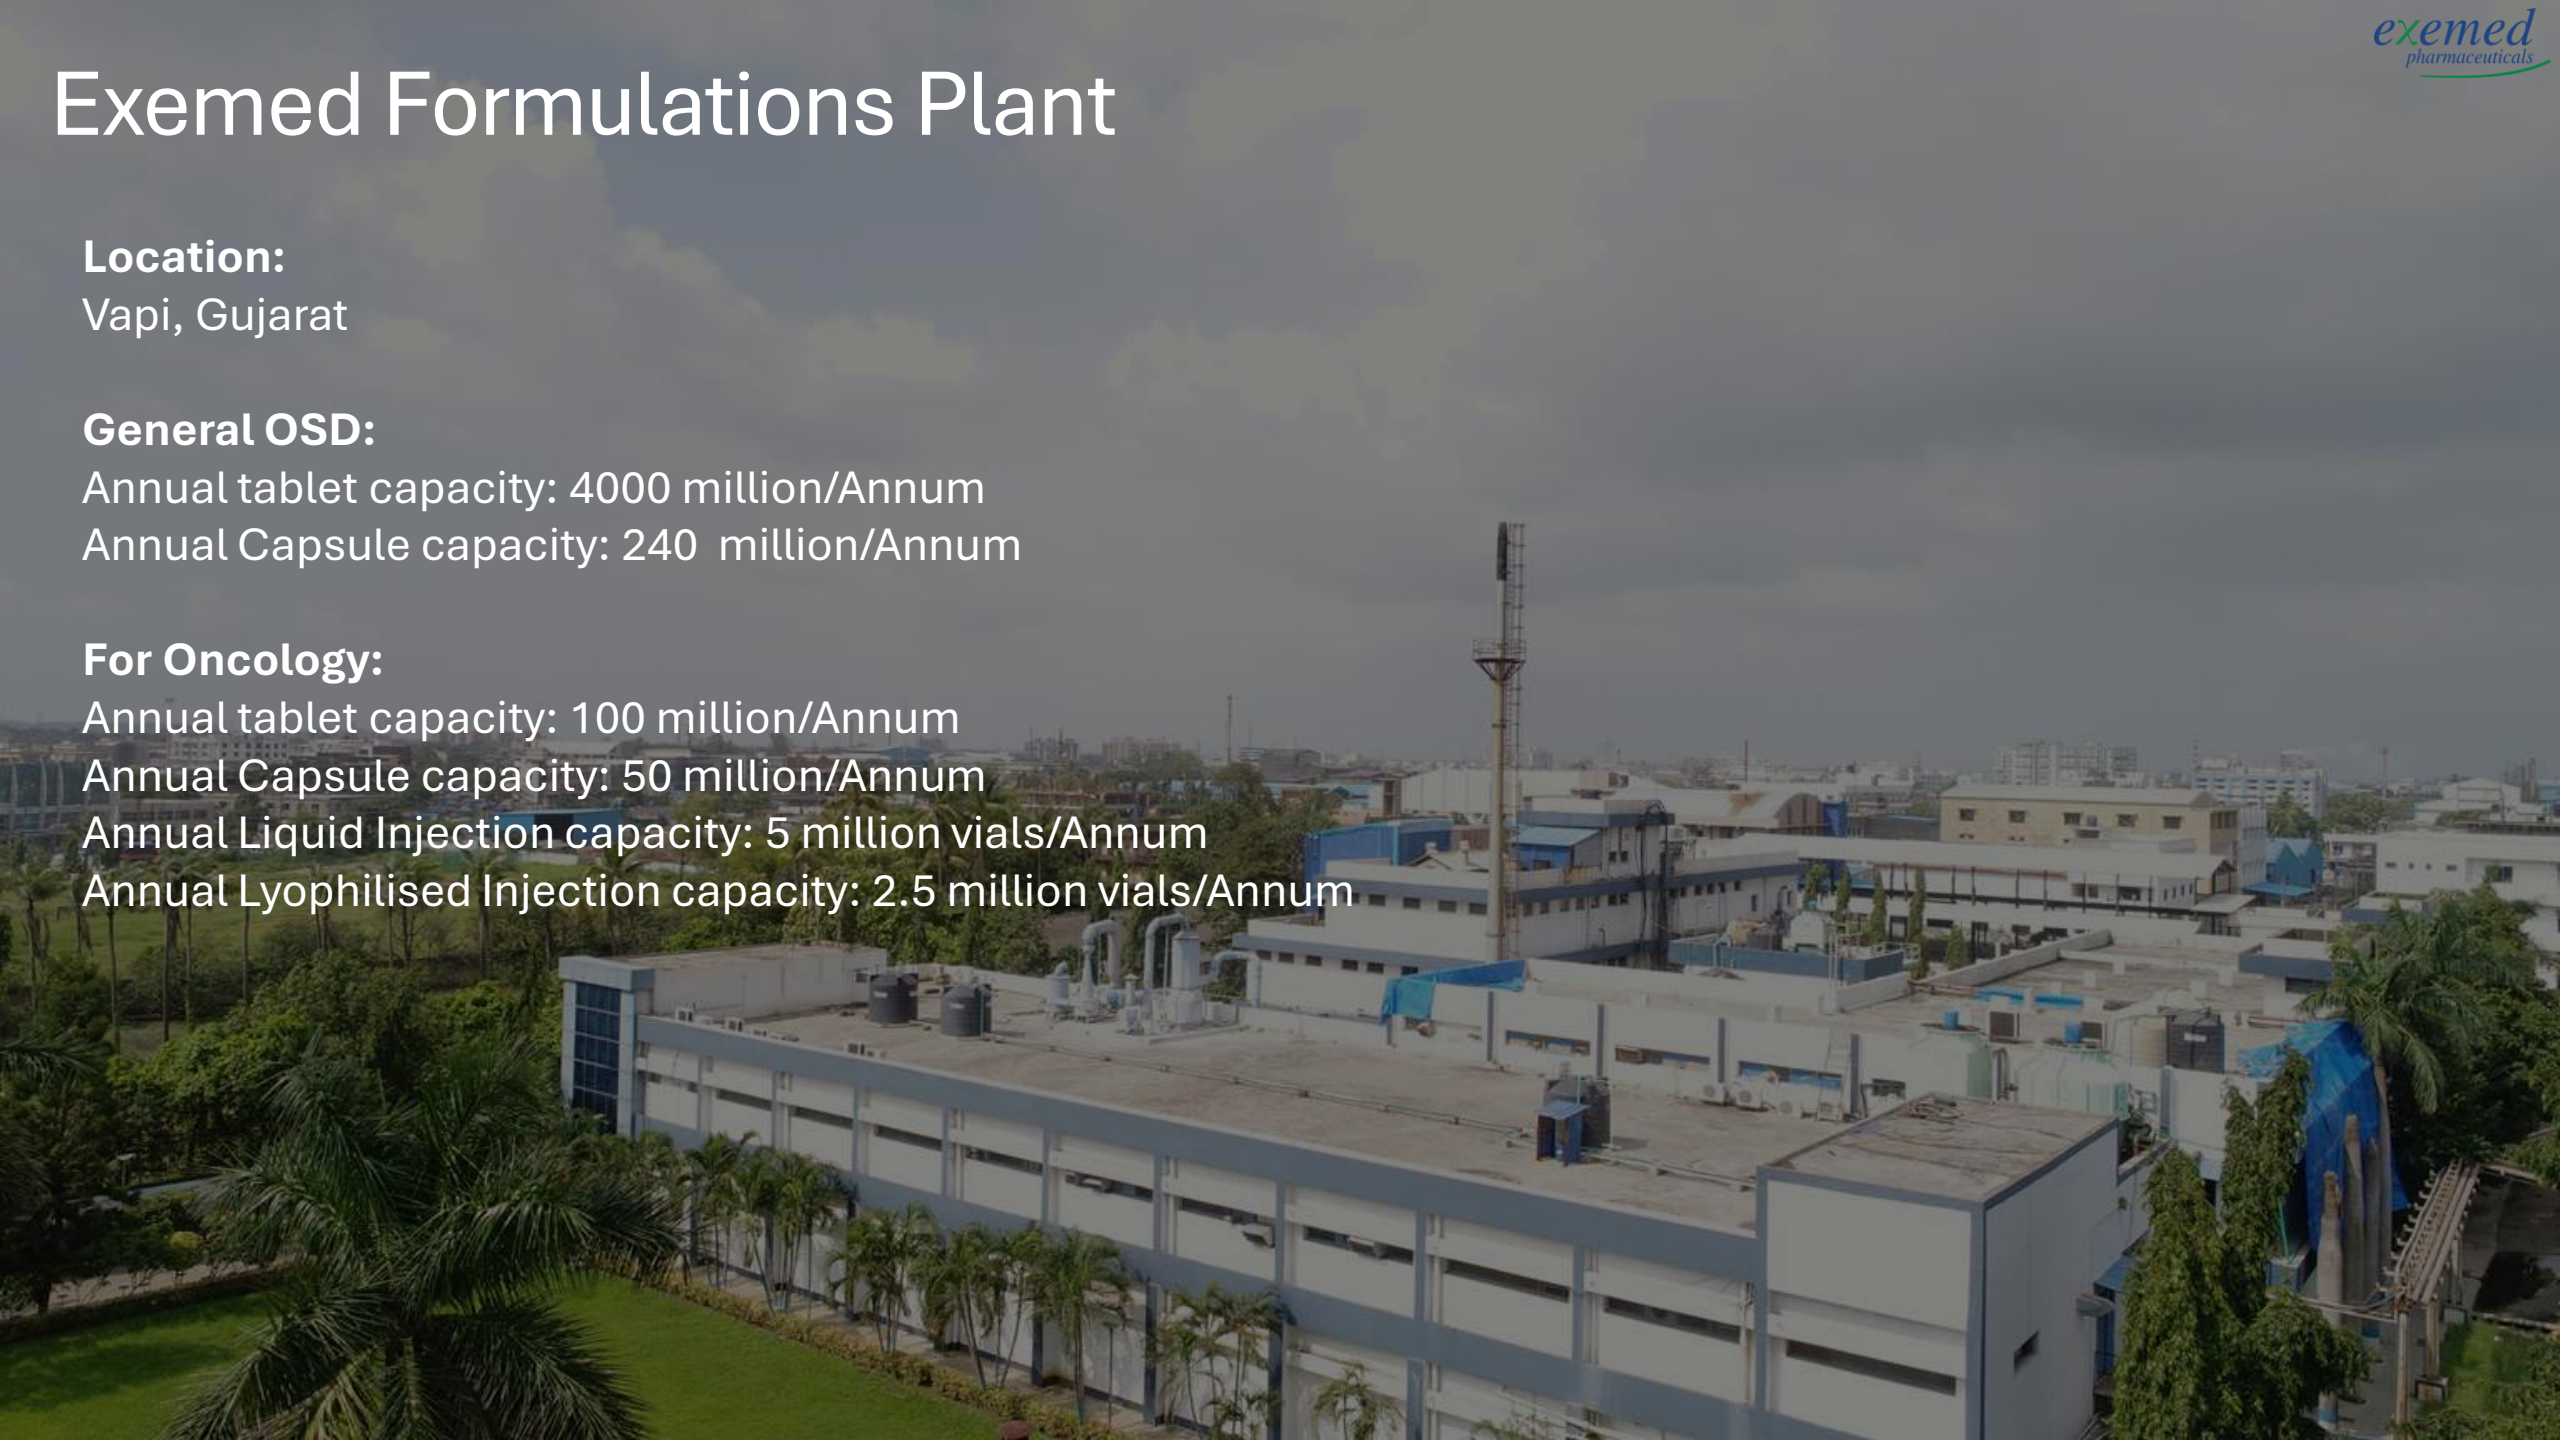 exemed
pharmaceuticals
Exemed Formulations Plant
Location:
Vapi, Gujarat
General OSD:
Annual tablet capacity: 4000 million/Annum
Annual Capsule capacity: 240  million/Annum
For Oncology:
Annual tablet capacity: 100 million/Annum
Annual Capsule capacity: 50 million/Annum
Annual Liquid Injection capacity: 5 million vials/Annum
Annual Lyophilised Injection capacity: 2.5 million vials/Annum